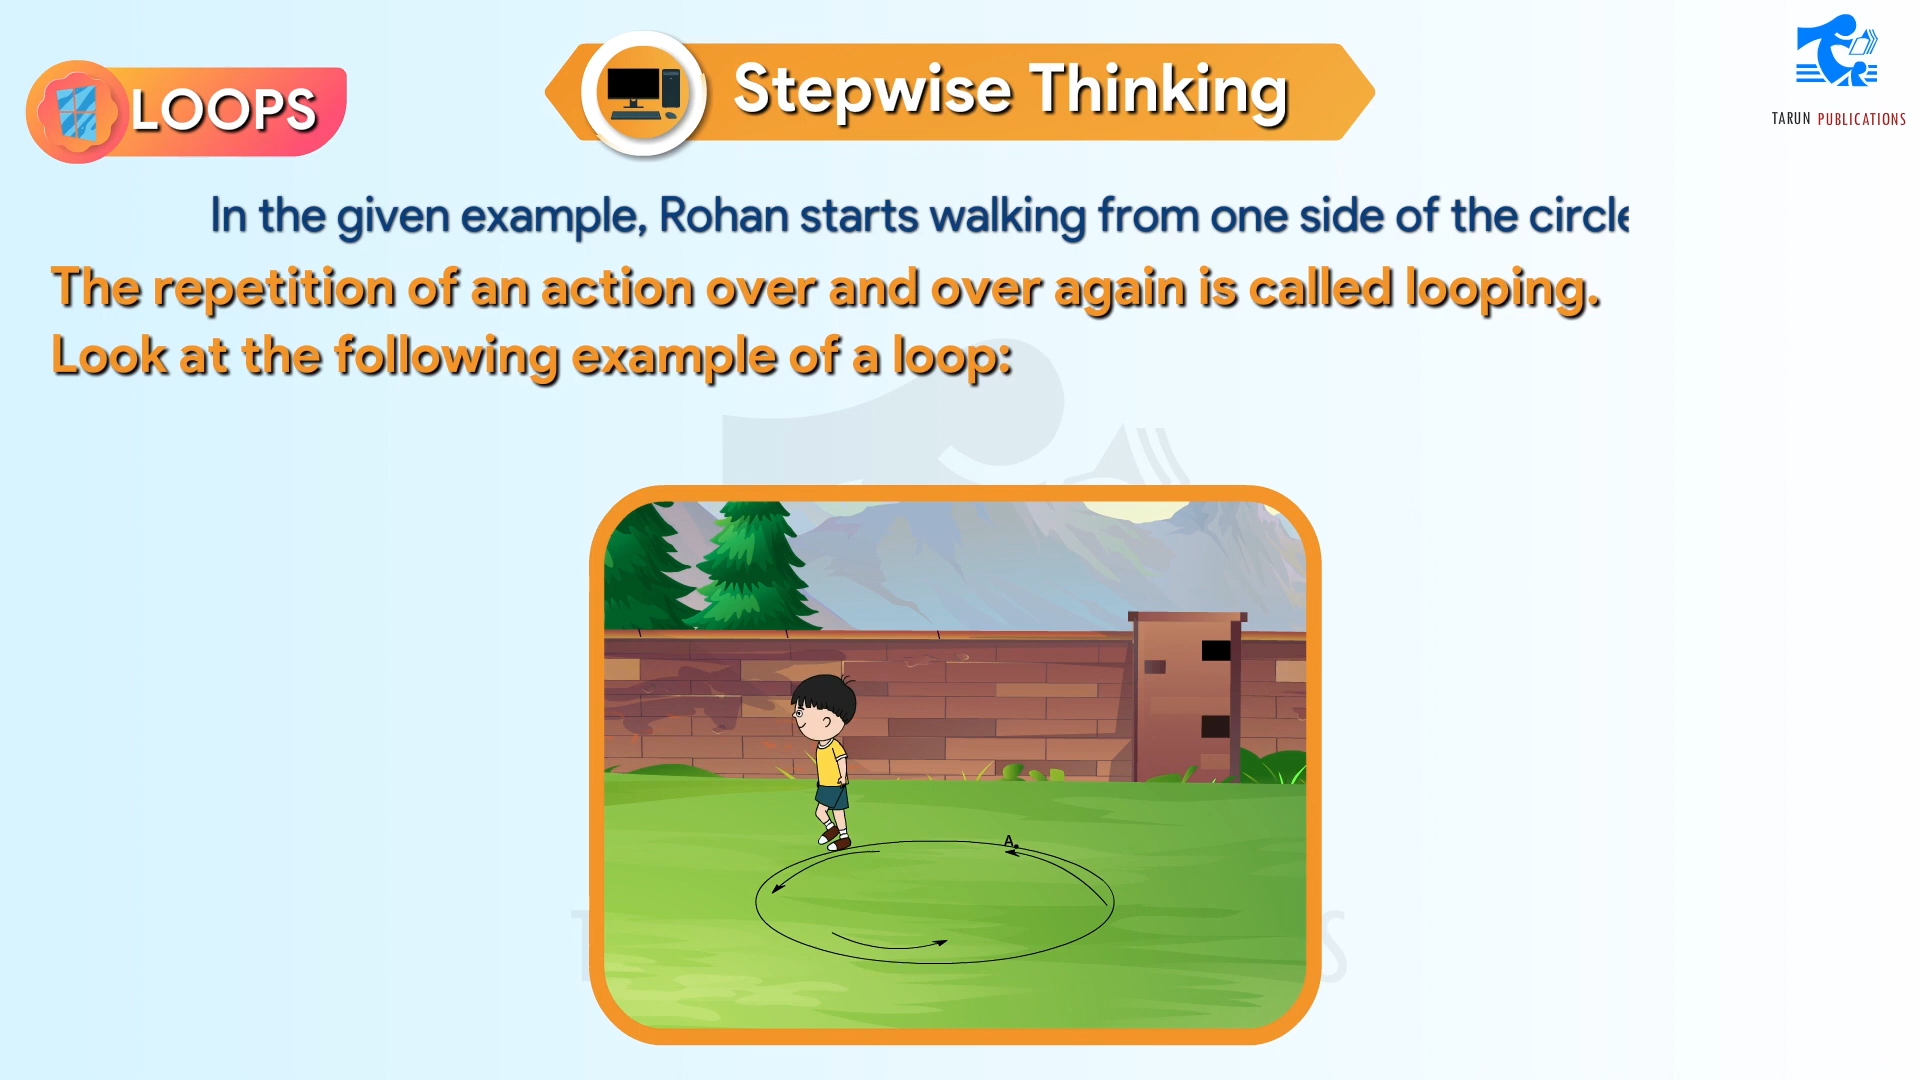 LOOPS
Stepwise Thinking
TARUN PUBLICATIONS
In the given example, Rohan starts walking from one side of the circle
The repetition of an action over and over again is called looping.
Look at the following example of a loop:
A